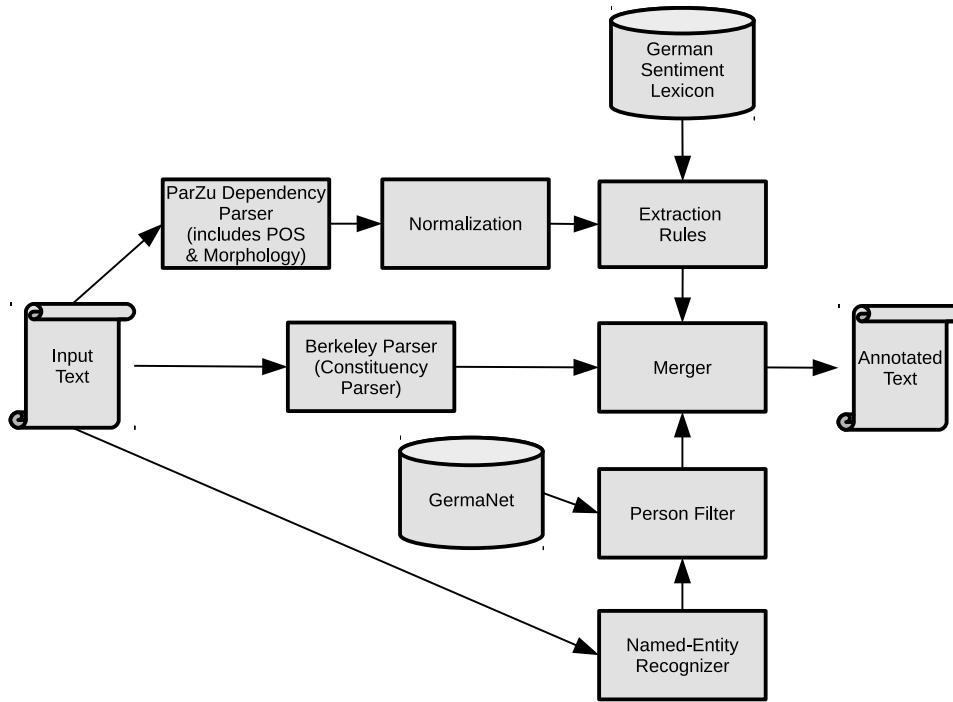 German
Sentiment
Lexicon
ParZu Dependency
Parser
(includes POS
& Morphology)
Normalization
Extraction
Rules
Input
Text
Berkeley Parser
(Constituency
Parser)
Merger
Annotated
Text
GermaNet
Person Filter
Named-Entity
Recognizer